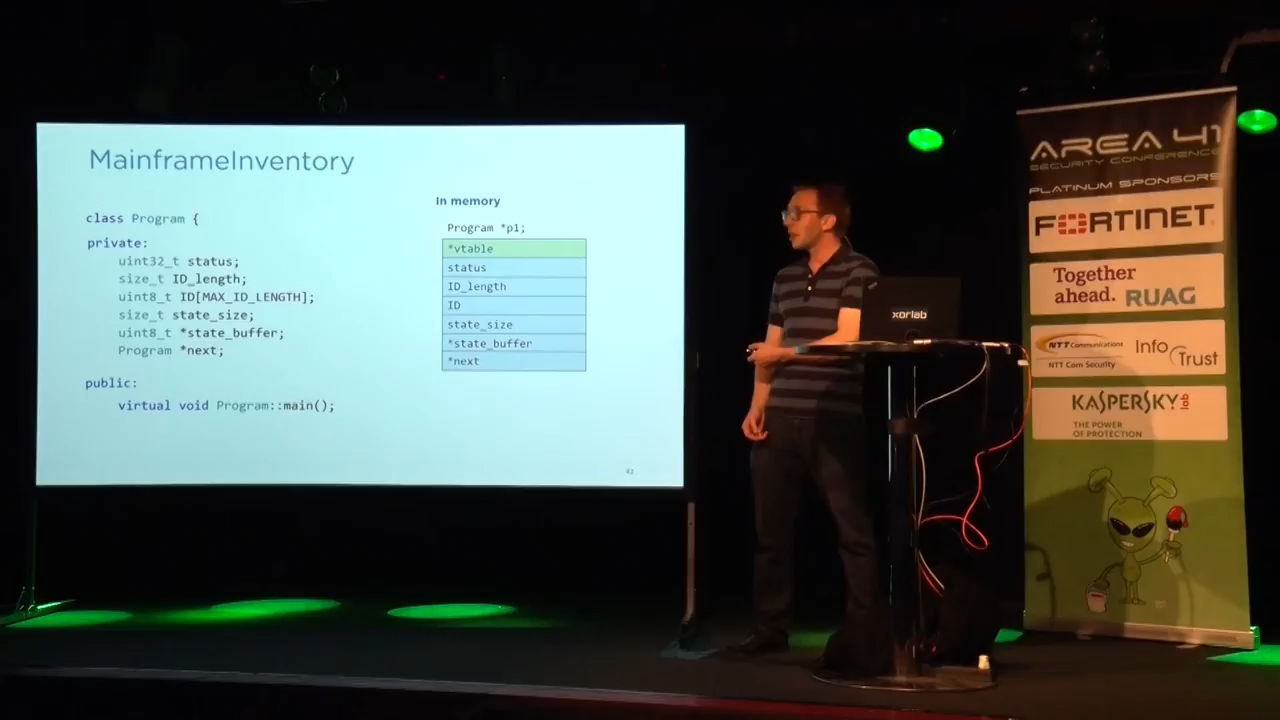 MainframeInventory
class Program {
private:
uint32_t status;
size_t ID_length;
uint8_t ID[MAX_ID_LENGTH];
size_t state_size;
uint8_t *state_buffer;
Program *next;
public:
virtual void Program::main();
In memory
Program *p1;
*vtable
status
ID_length
ID
state_size
*state_buffer
*next
42
xorlab
AREA 41
SECURITY CONFERENCE
PLATINUM SPONSORS
FORTINET
Together
ahead. RUAG
NTT Communications
NTT Com Security
Info Trust
KASPERSKY lab
THE POWER
OF PROTECTION